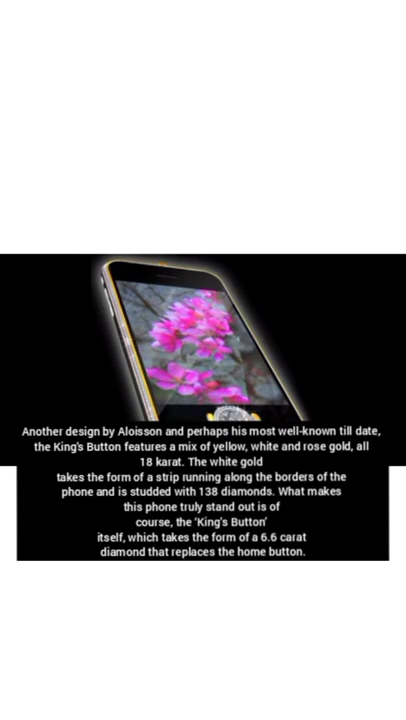 Another design by Aloisson and perhaps his most well-known till date,
the King's Button features a mix of yellow, white and rose gold, all
18 karat. The white gold
takes the form of a strip running along the borders of the
phone and is studded with 138 diamonds. What makes
this phone truly stand out is of
course, the 'King's Button'
itself, which takes the form of a 6.6 carat
diamond that replaces the home button.